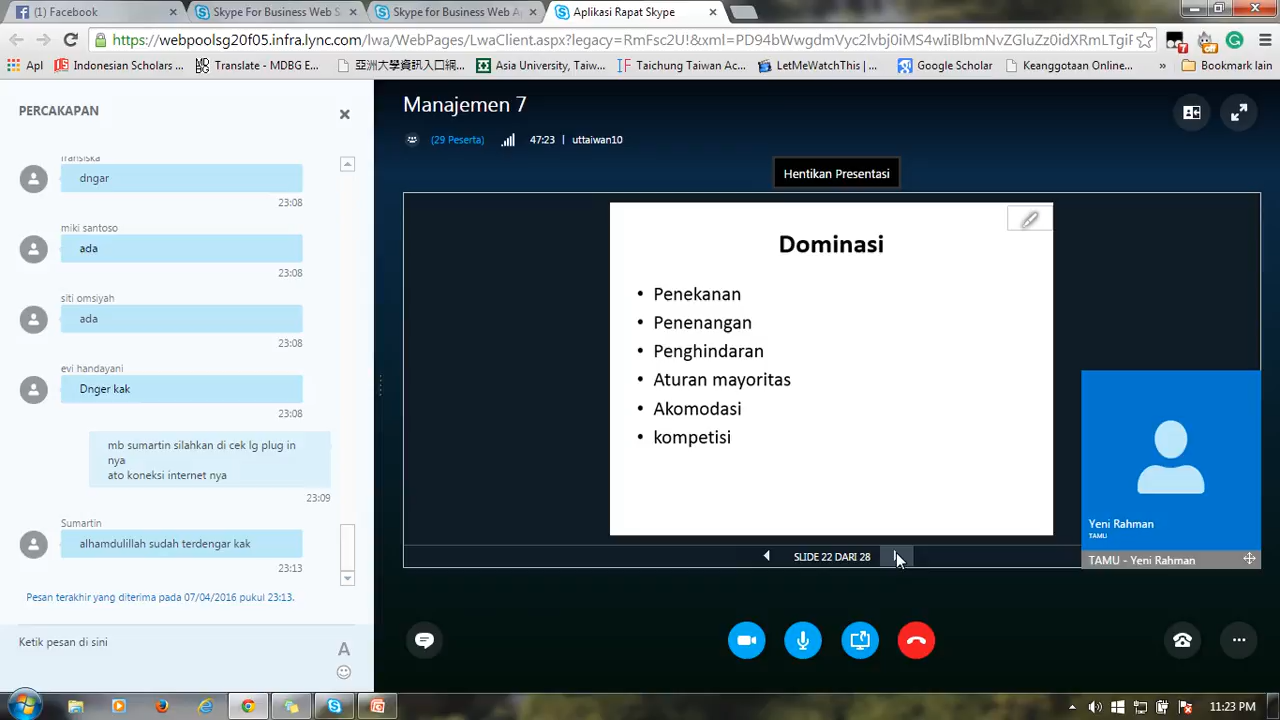 (1) Facebook
Skype For Business Web S
Skype for Business Web Ap
Aplikasi Rapat Skype
https://webpoolsg20f05.infra.lync.com/lwa/WebPages/LwaClient.aspx?legacy=RmFsc2U!&xml=PD94bWwgdmVyc2lvbj0iMS4wIiBlbmNvZGluZz0idXRmLTgiPz
Apl
Indonesian Scholars ...
Translate - MDBG E...
亞洲大學資訊入口網...
Asia University, Taiw...
Taichung Taiwan Ac...
LetMeWatchThis | ...
Google Scholar
Keanggotaan Online...
»
Bookmark lain
PERCAKAPAN
fransiska
dngar
23:08
miki santoso
ada
23:08
siti omsiyah
ada
23:08
evi handayani
Dnger kak
23:08
mb sumartin silahkan di cek lg plug in
nya
ato koneksi internet nya
23:09
Sumartin
alhamdulillah sudah terdengar kak
23:13
Pesan terakhir yang diterima pada 07/04/2016 pukul 23:13.
Ketik pesan di sini
A
Manajemen 7
(29 Peserta)
47:23 | uttaiwan10
Hentikan Presentasi
Dominasi
• Penekanan
• Penenangan
• Penghindaran
• Aturan mayoritas
• Akomodasi
• kompetisi
SLIDE 22 DARI 28
Yeni Rahman
TAMU
TAMU - Yeni Rahman
11:23 PM